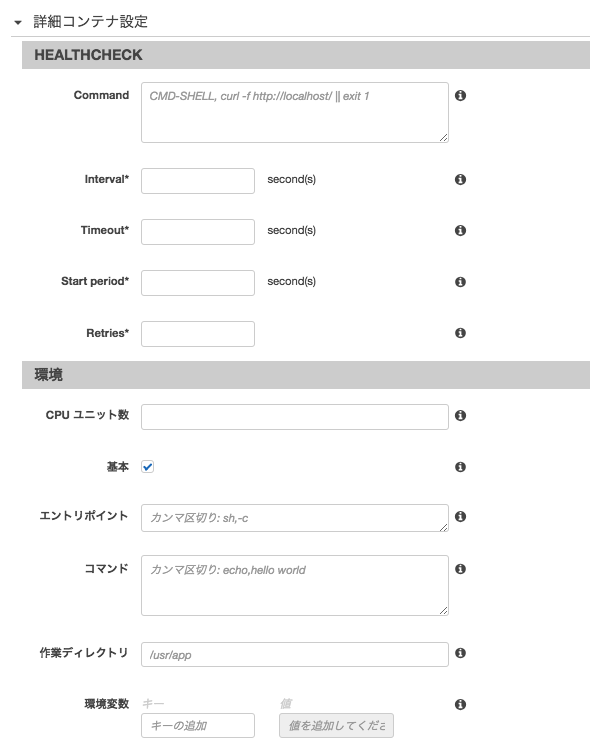 詳細コンテナ設定
HEALTHCHECK
Command
CMD-SHELL, curl -f http://localhost/ || exit 1
Interval*
second(s)
Timeout*
second(s)
Start period*
second(s)
Retries*
環境
CPU ユニット数
基本
エントリポイント
カンマ区切り: sh,-c
コマンド
カンマ区切り: echo,hello world
作業ディレクトリ
/usr/app
環境変数
キー
値
キーの追加
値を追加してくださ